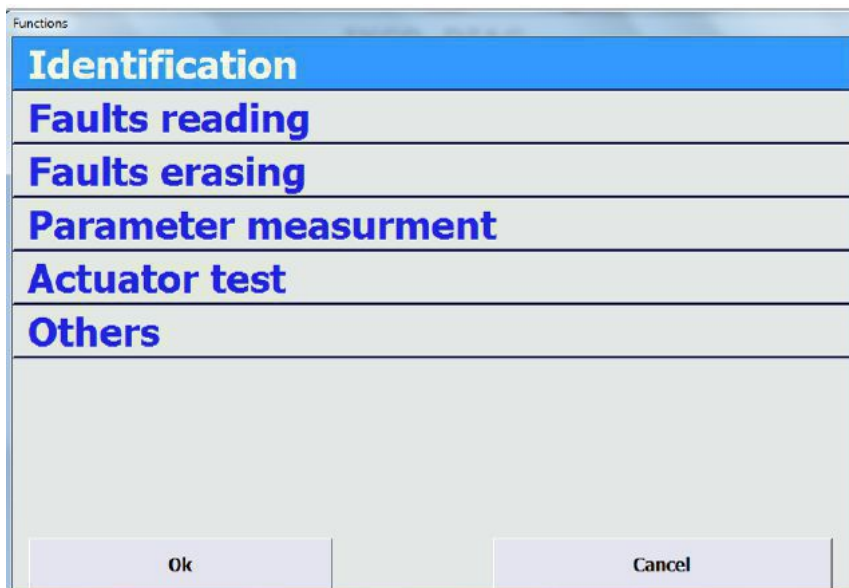 Functions
Identification
Faults reading
Faults erasing
Parameter measurment
Actuator test
Others
Ok Cancel